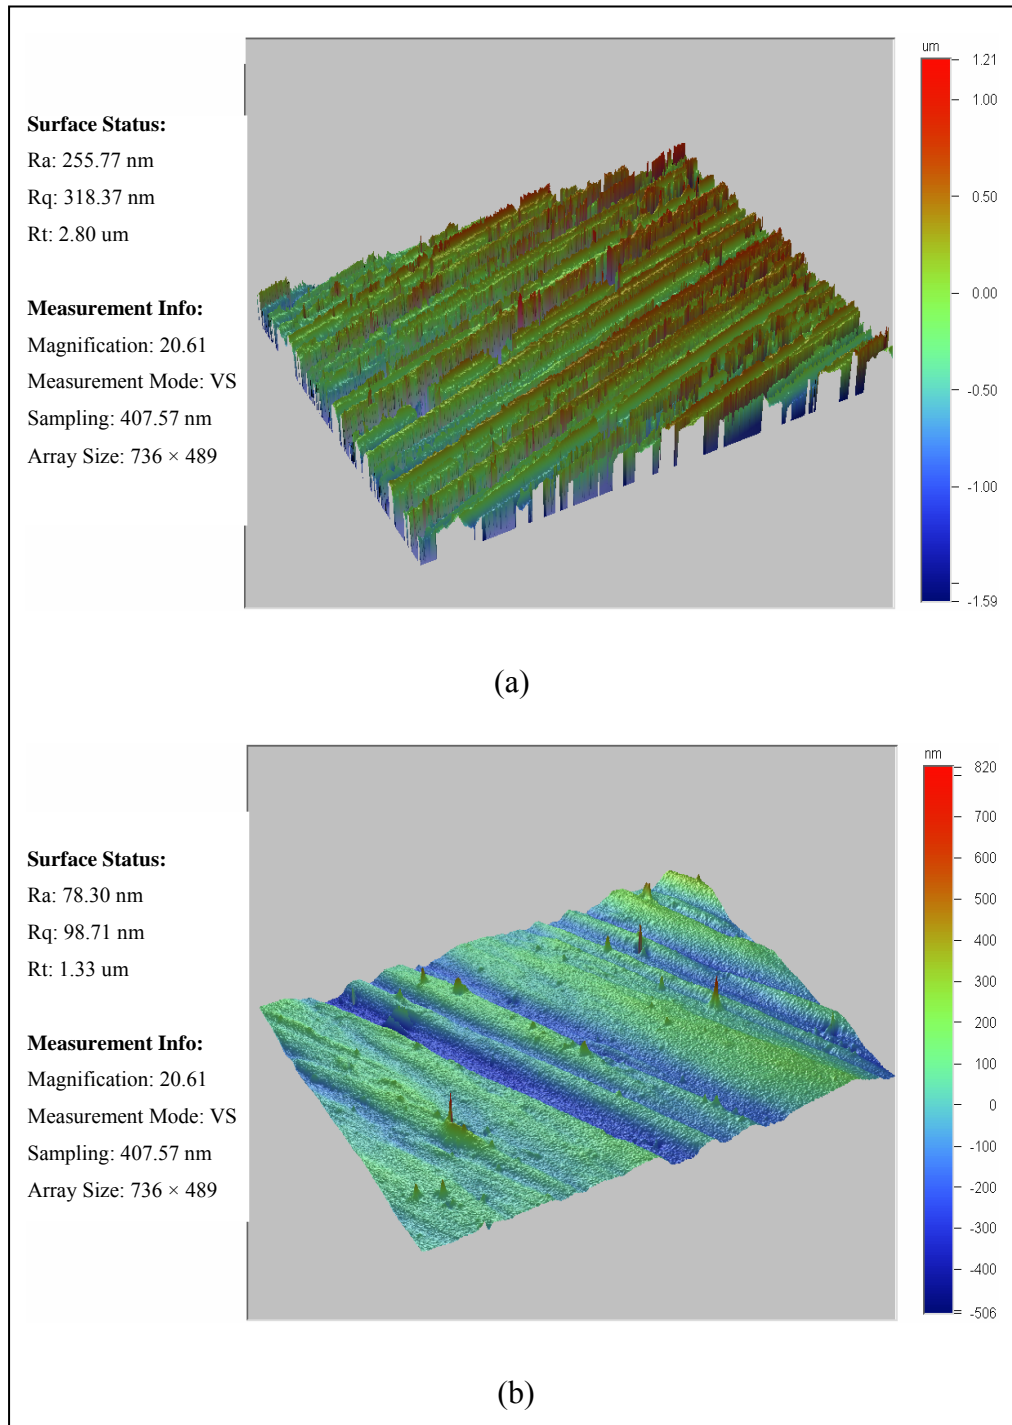 um
1.21
1.00
0.50
0.00
-0.50
-1.00
-1.59
Surface Status:
Ra: 255.77 nm
Rq: 318.37 nm
Rt: 2.80 um
Measurement Info:
Magnification: 20.61
Measurement Mode: VS
Sampling: 407.57 nm
Array Size: 736 × 489
(a)
nm
820
700
600
500
400
300
200
100
0
-100
-200
-300
-400
-506
Surface Status:
Ra: 78.30 nm
Rq: 98.71 nm
Rt: 1.33 um
Measurement Info:
Magnification: 20.61
Measurement Mode: VS
Sampling: 407.57 nm
Array Size: 736 × 489
(b)